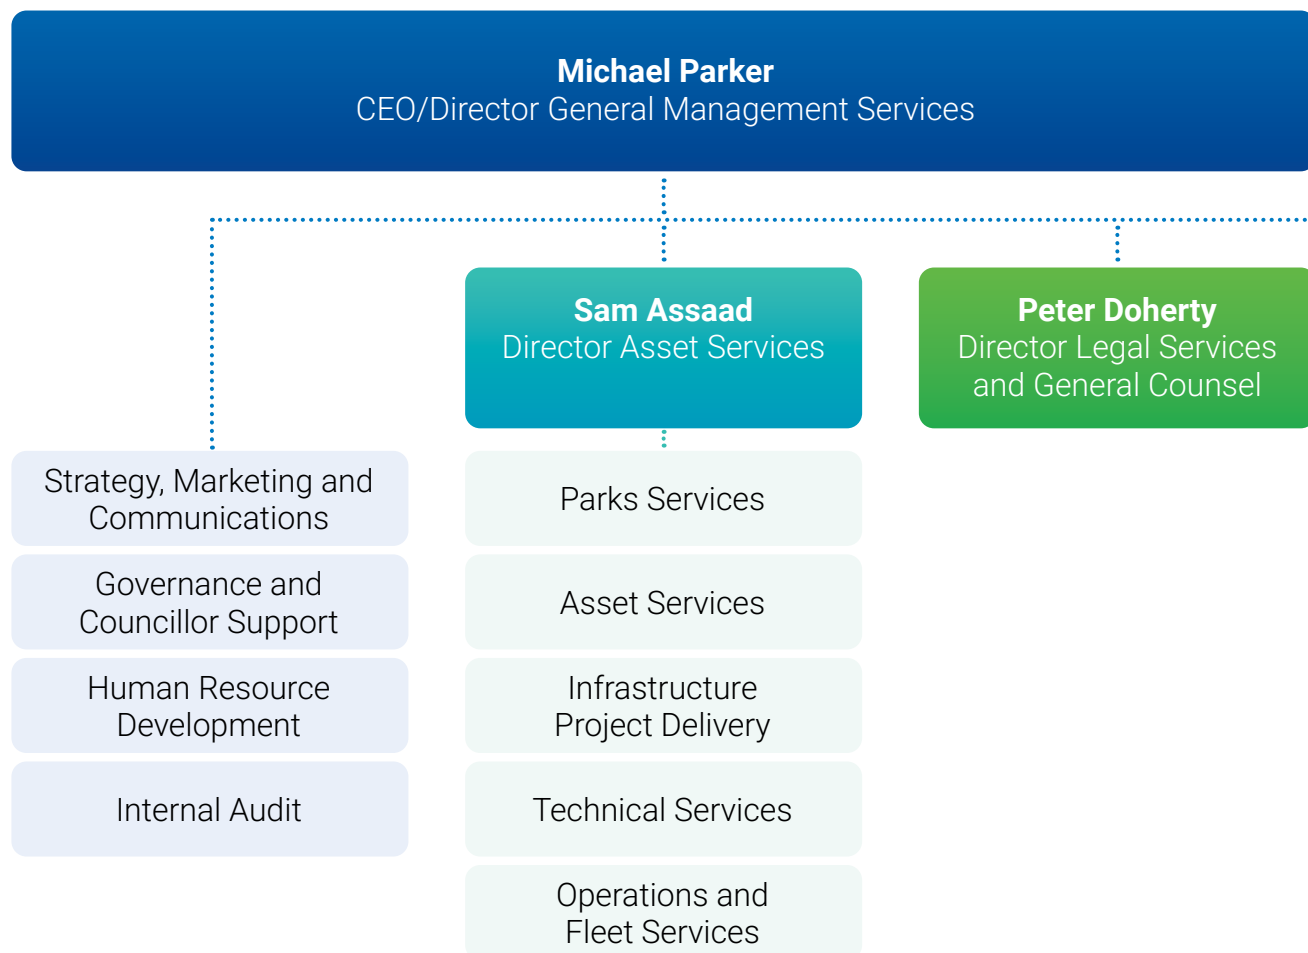 Michael Parker
CEO/Director General Management Services
Sam Assaad
Director Asset Services
Peter Doherty
Director Legal Services
and General Counsel
Strategy, Marketing and
Communications
Governance and
Councillor Support
Human Resource
Development
Internal Audit
Parks Services
Asset Services
Infrastructure
Project Delivery
Technical Services
Operations and
Fleet Services